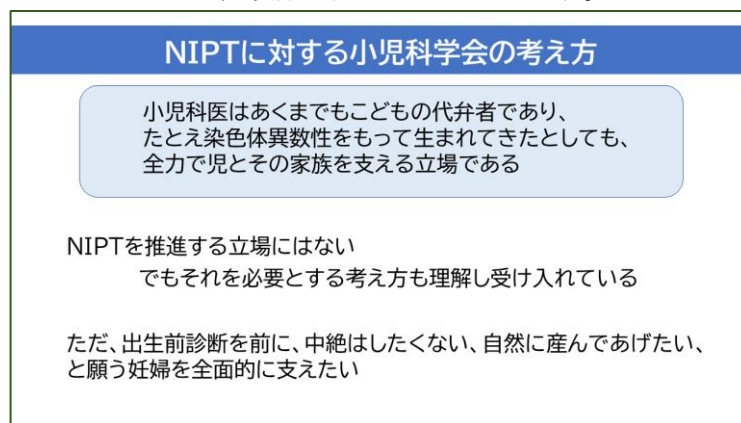 NIPTに対する小児科学会の考え方
小児科医はあくまでもこどもの代弁者であり、
たとえ染色体異数性をもって生まれてきたとしても、
全力で児とその家族を支える立場である
NIPTを推進する立場にはない
でもそれを必要とする考え方も理解し受け入れている
ただ、出生前診断を前に、中絶はしたくない、自然に産んであげたい、
と願う妊婦を全面的に支えたい